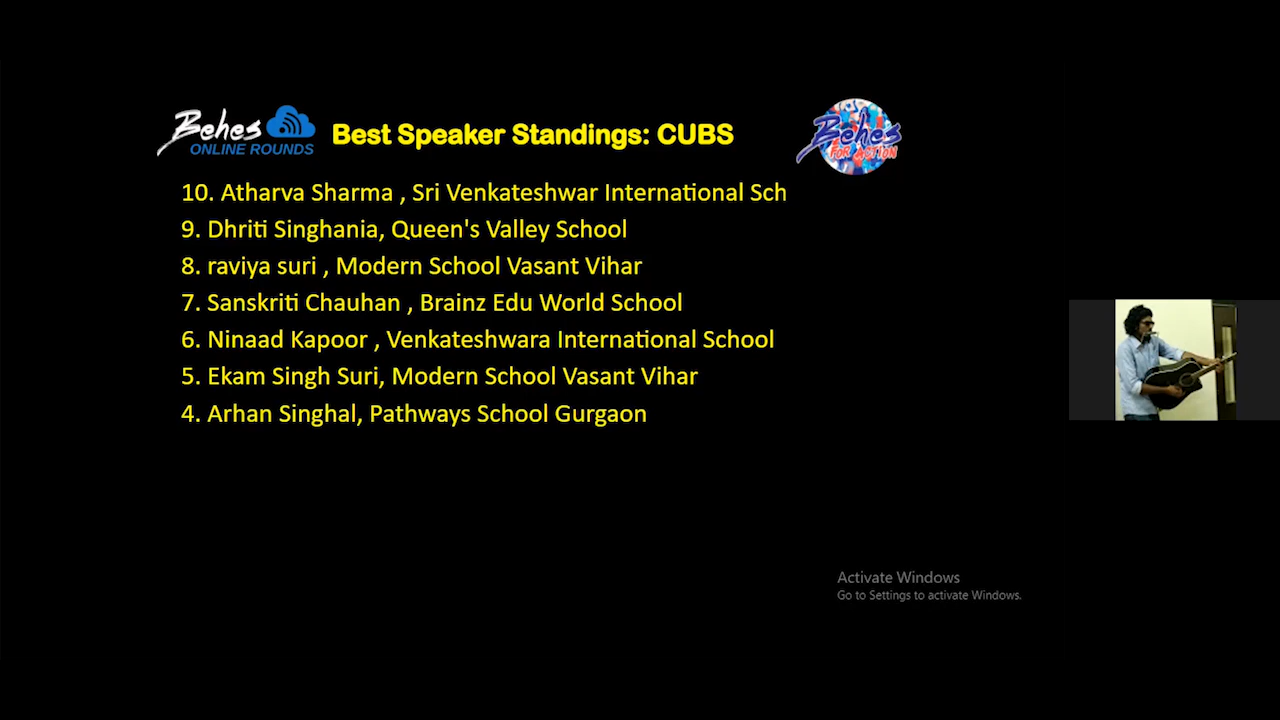 Behes
ONLINE ROUNDS
Best Speaker Standings: CUBS
Behes
FOR ACTION
10. Atharva Sharma , Sri Venkateshwar International Sch
9. Dhriti Singhania, Queen's Valley School
8. raviya suri , Modern School Vasant Vihar
7. Sanskriti Chauhan , Brainz Edu World School
6. Ninaad Kapoor , Venkateshwara International School
5. Ekam Singh Suri, Modern School Vasant Vihar
4. Arhan Singhal, Pathways School Gurgaon
Activate Windows
Go to Settings to activate Windows.